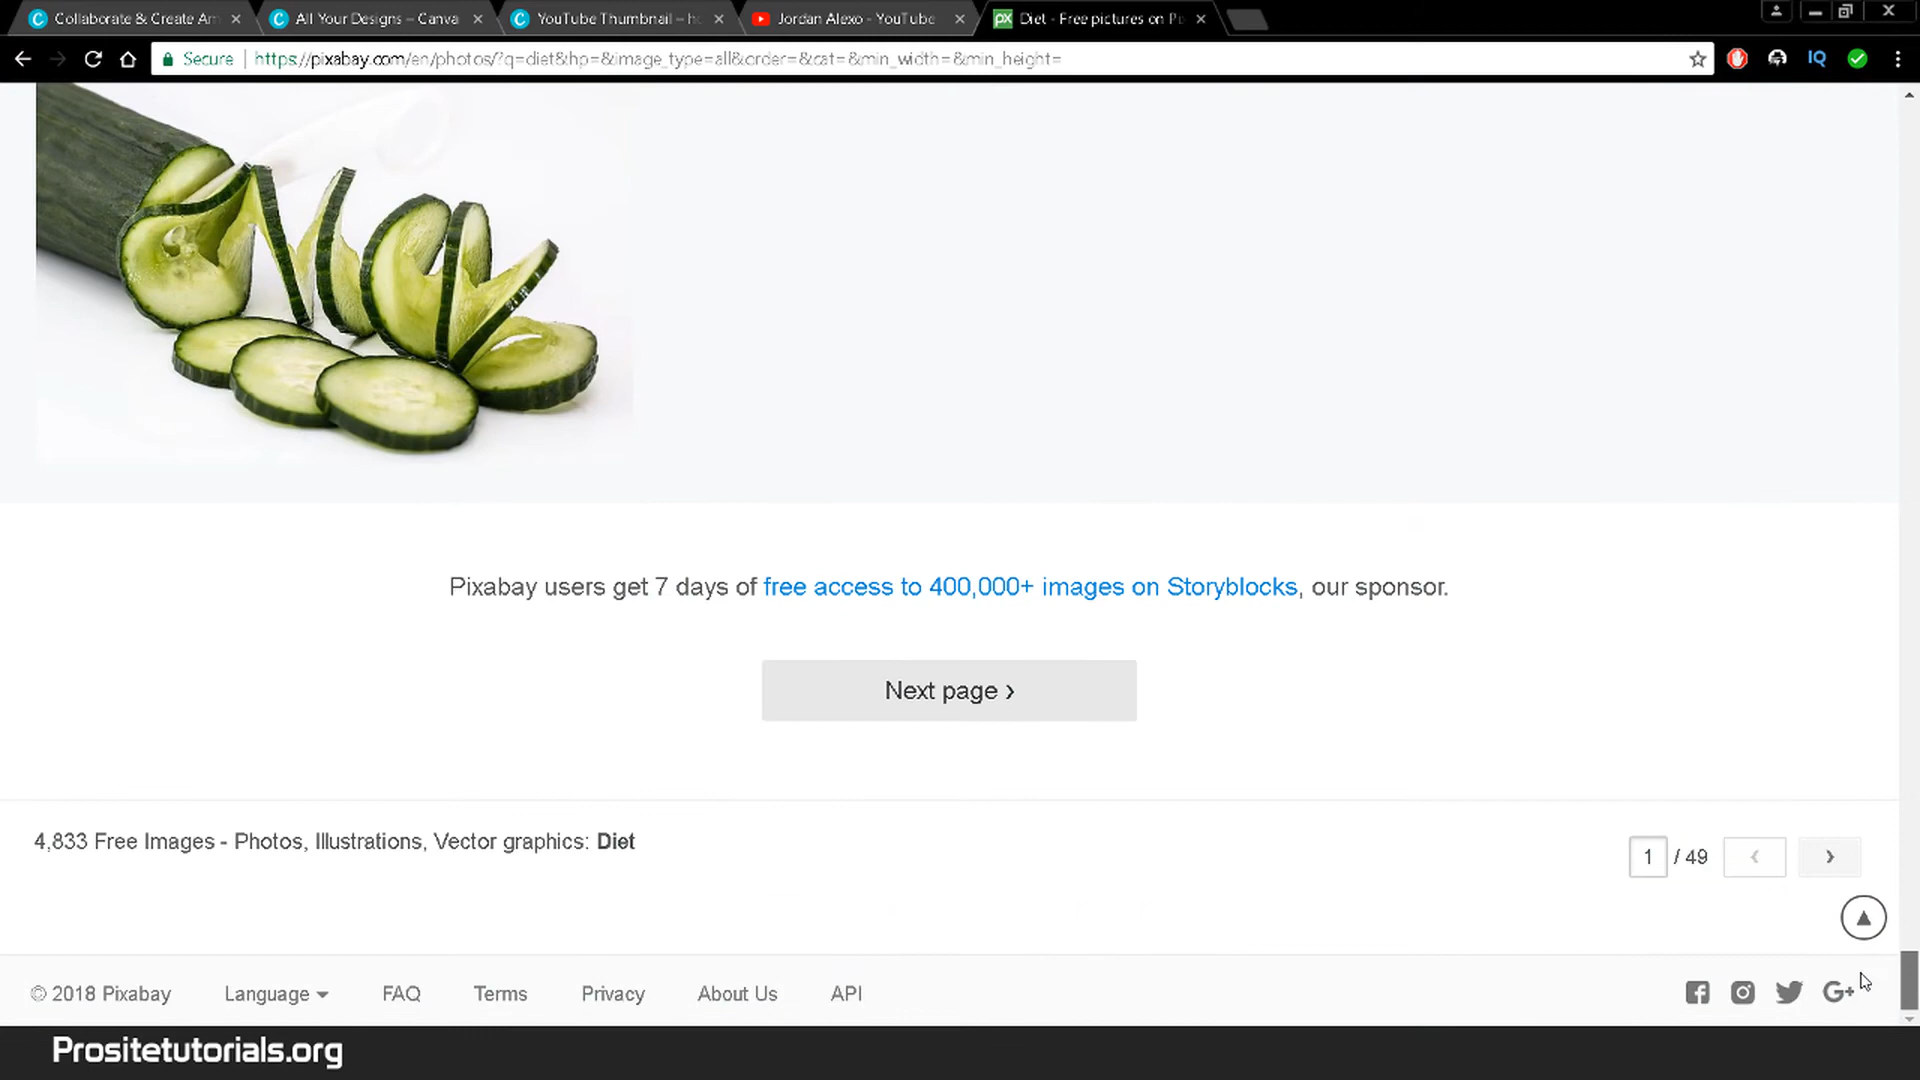 Collaborate & Create Am
All Your Designs – Canva
YouTube Thumbnail – h
Jordan Alexo - YouTube
Diet - Free pictures on P
Secure
https://pixabay.com/en/photos/?q=diet&hp=&image_type=all&order=&cat=&min_width=&min_height=
IQ
Pixabay users get 7 days of free access to 400,000+ images on Storyblocks, our sponsor.
Next page ›
4,833 Free Images - Photos, Illustrations, Vector graphics: Diet
1 / 49
© 2018 Pixabay
Language
FAQ
Terms
Privacy
About Us
API
G+
Prositetutorials.org